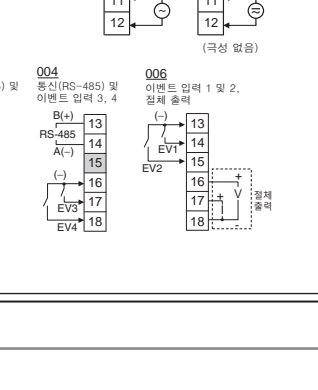 11
12
~
11
12
≂
(극성 없음)
) 및
004
통신(RS-485) 및
이벤트 입력 3, 4
B(+)
RS-485
A(−)
13
14
15
(−)
16
17
18
EV3
EV4
006
이벤트 입력 1 및 2,
절체 출력
(−)
13
14
15
EV1
EV2
16
17
18
+
+
V
-
절체
출력